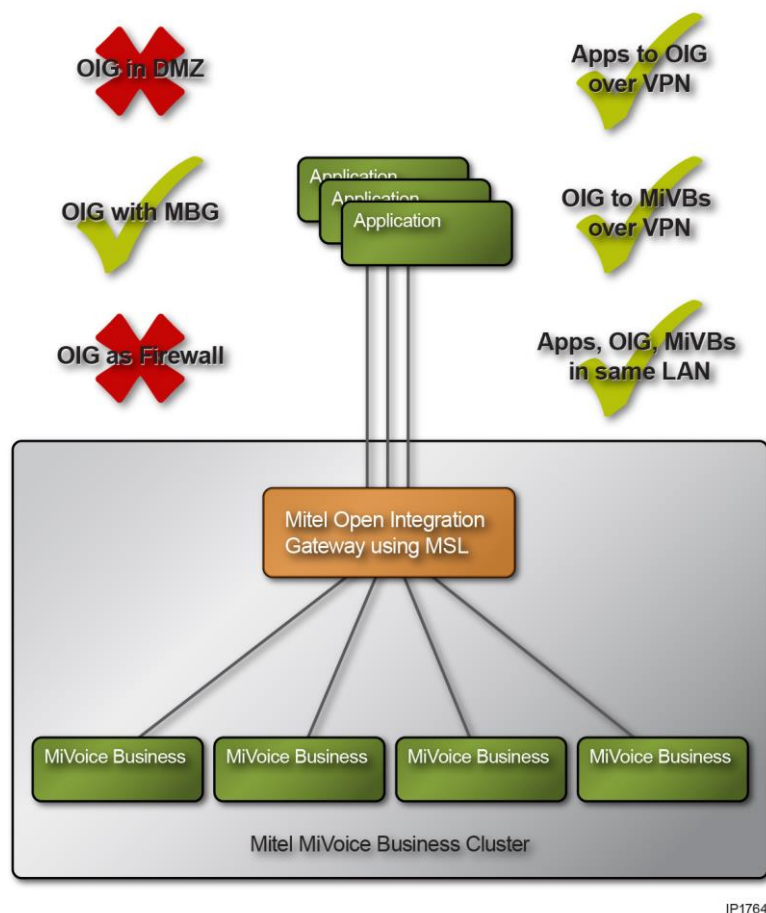 OIG in DMZ
Apps to OIG
over VPN
OIG with MBG
Application
Application
Application
OIG to MiVBs
over VPN
OIG as Firewall
Apps, OIG, MiVBs
in same LAN
Mitel Open Integration
Gateway using MSL
MiVoice Business
MiVoice Business
MiVoice Business
MiVoice Business
Mitel MiVoice Business Cluster
IP1764